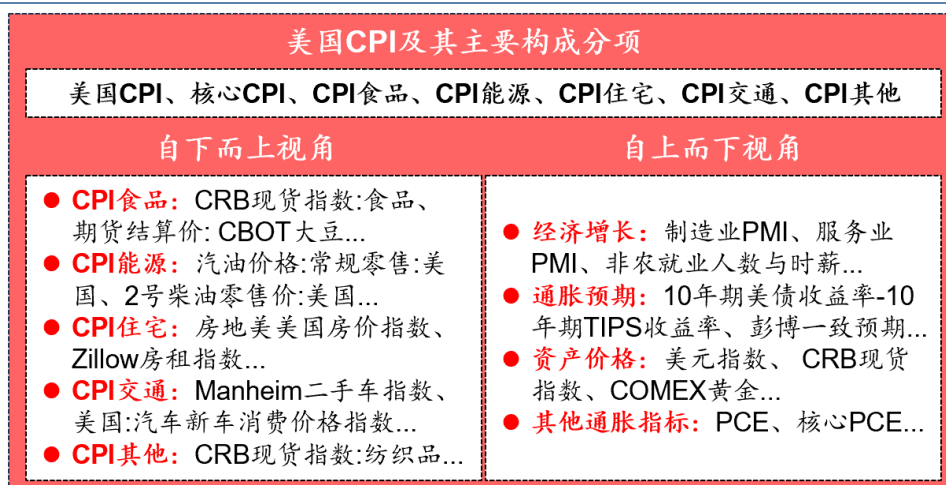 美国CPI及其主要构成分项
美国CPI、核心CPI、CPI食品、CPI能源、CPI住宅、CPI交通、CPI其他
自下而上视角
● CPI食品：CRB现货指数:食品、
期货结算价: CBOT大豆...
● CPI能源：汽油价格:常规零售:美
国、2号柴油零售价:美国...
● CPI住宅：房地美美国房价指数、
Zillow房租指数...
● CPI交通：Manheim二手车指数、
美国:汽车新车消费价格指数...
● CPI其他：CRB现货指数:纺织品...
自上而下视角
● 经济增长：制造业PMI、服务业
PMI、非农就业人数与时薪...
● 通胀预期：10年期美债收益率-10
年期TIPS收益率、彭博一致预期...
● 资产价格：美元指数、 CRB现货
指数、COMEX黄金...
● 其他通胀指标：PCE、核心PCE...